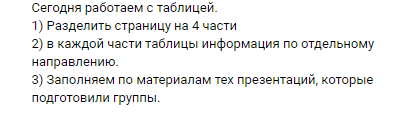 Сегодня работаем с таблицей.
1) Разделить страницу на 4 части
2) в каждой части таблицы информация по отдельному
направлению.
3) Заполняем по материалам тех презентаций, которые
подготовили группы.